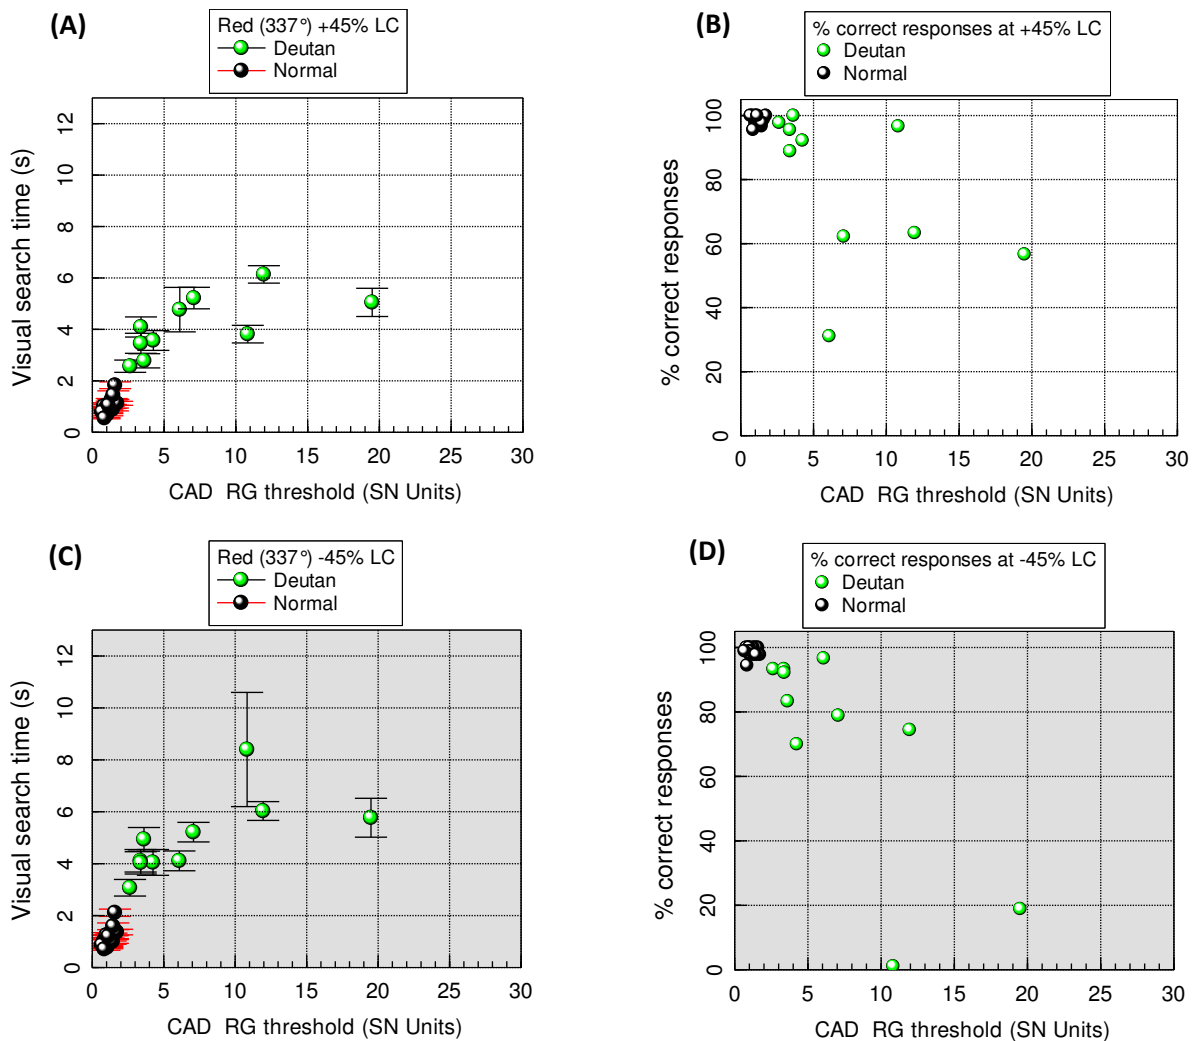 (A)
Red (337°) +45% LC
Deutan
Normal
Visual search time (s)
12
10
8
6
4
2
0
0 5 10 15 20 25 30
CAD RG threshold (SN Units)
(B)
% correct responses at +45% LC
Deutan
Normal
% correct responses
100
80
60
40
20
0
0 5 10 15 20 25 30
CAD RG threshold (SN Units)
(C)
Red (337°) -45% LC
Deutan
Normal
Visual search time (s)
12
10
8
6
4
2
0
0 5 10 15 20 25 30
CAD RG threshold (SN Units)
(D)
% correct responses at -45% LC
Deutan
Normal
% correct responses
100
80
60
40
20
0
0 5 10 15 20 25 30
CAD RG threshold (SN Units)